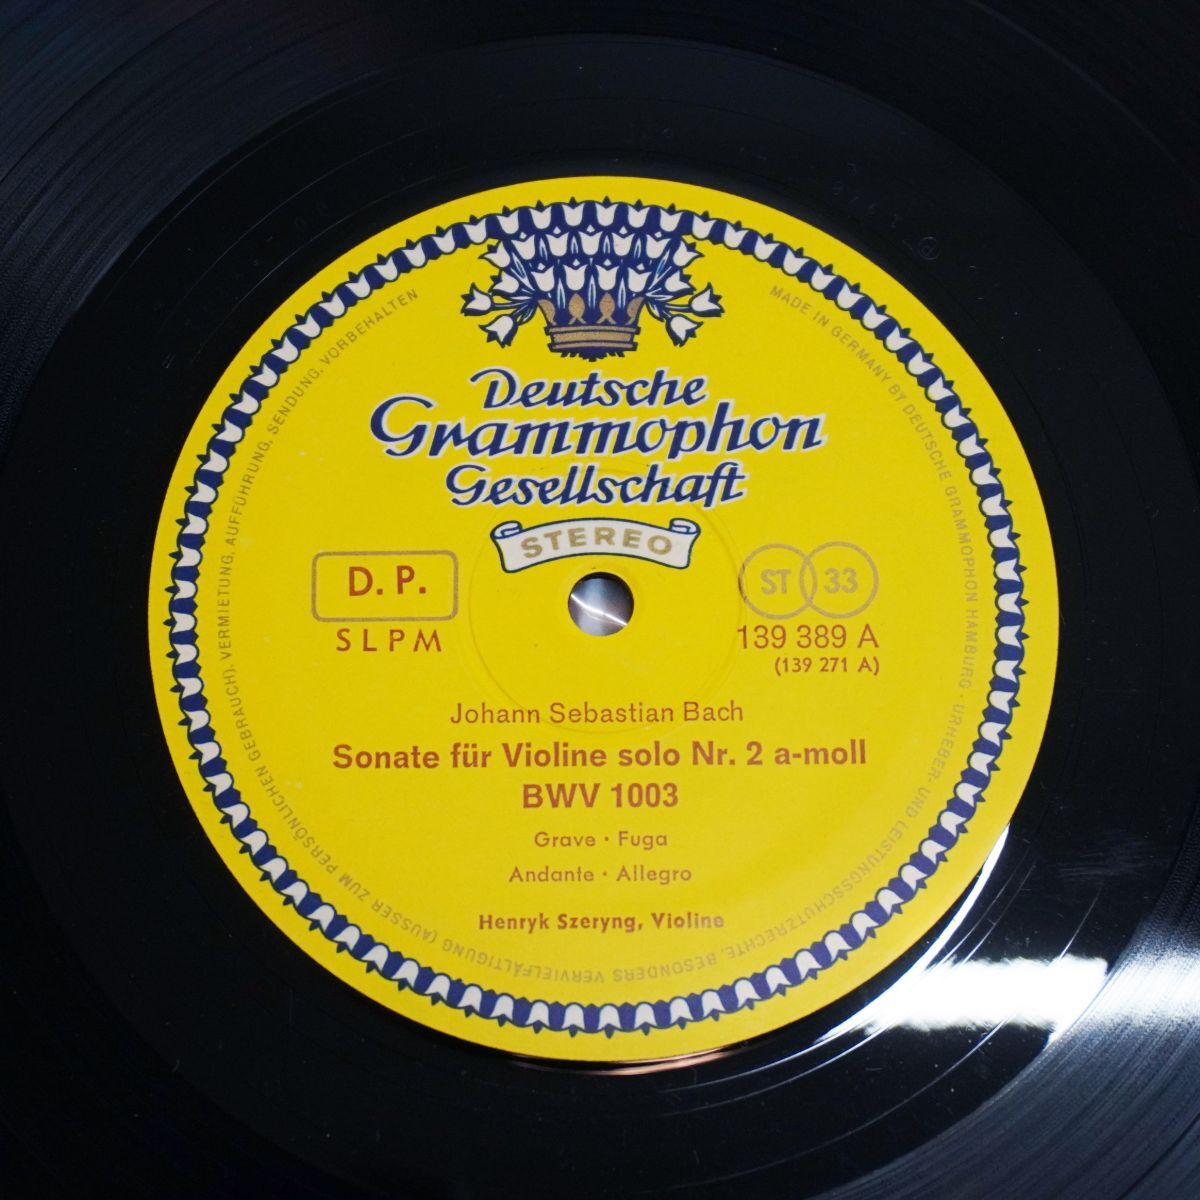 Deutsche
Grammophon
Gesellschaft
STEREO
D. P.
SLPM
ST 33
139 389 A
(139 271 A)
Johann Sebastian Bach
Sonate für Violine solo Nr. 2 a-moll
BWV 1003
Grave · Fuga
Andante · Allegro
Henryk Szeryng, Violine
MADE IN GERMANY BY DEUTSCHE GRAMMOPHON HAMBURG · URHEBER- UND LEISTUNGSSCHUTZRECHTE, BESONDERS VERVIELFÄLTIGUNG (AUSSER ZUM PERSÖNLICHEN GEBRAUCH), VERMIETUNG, AUFFÜHRUNG, SENDUNG, VORBEHALTEN